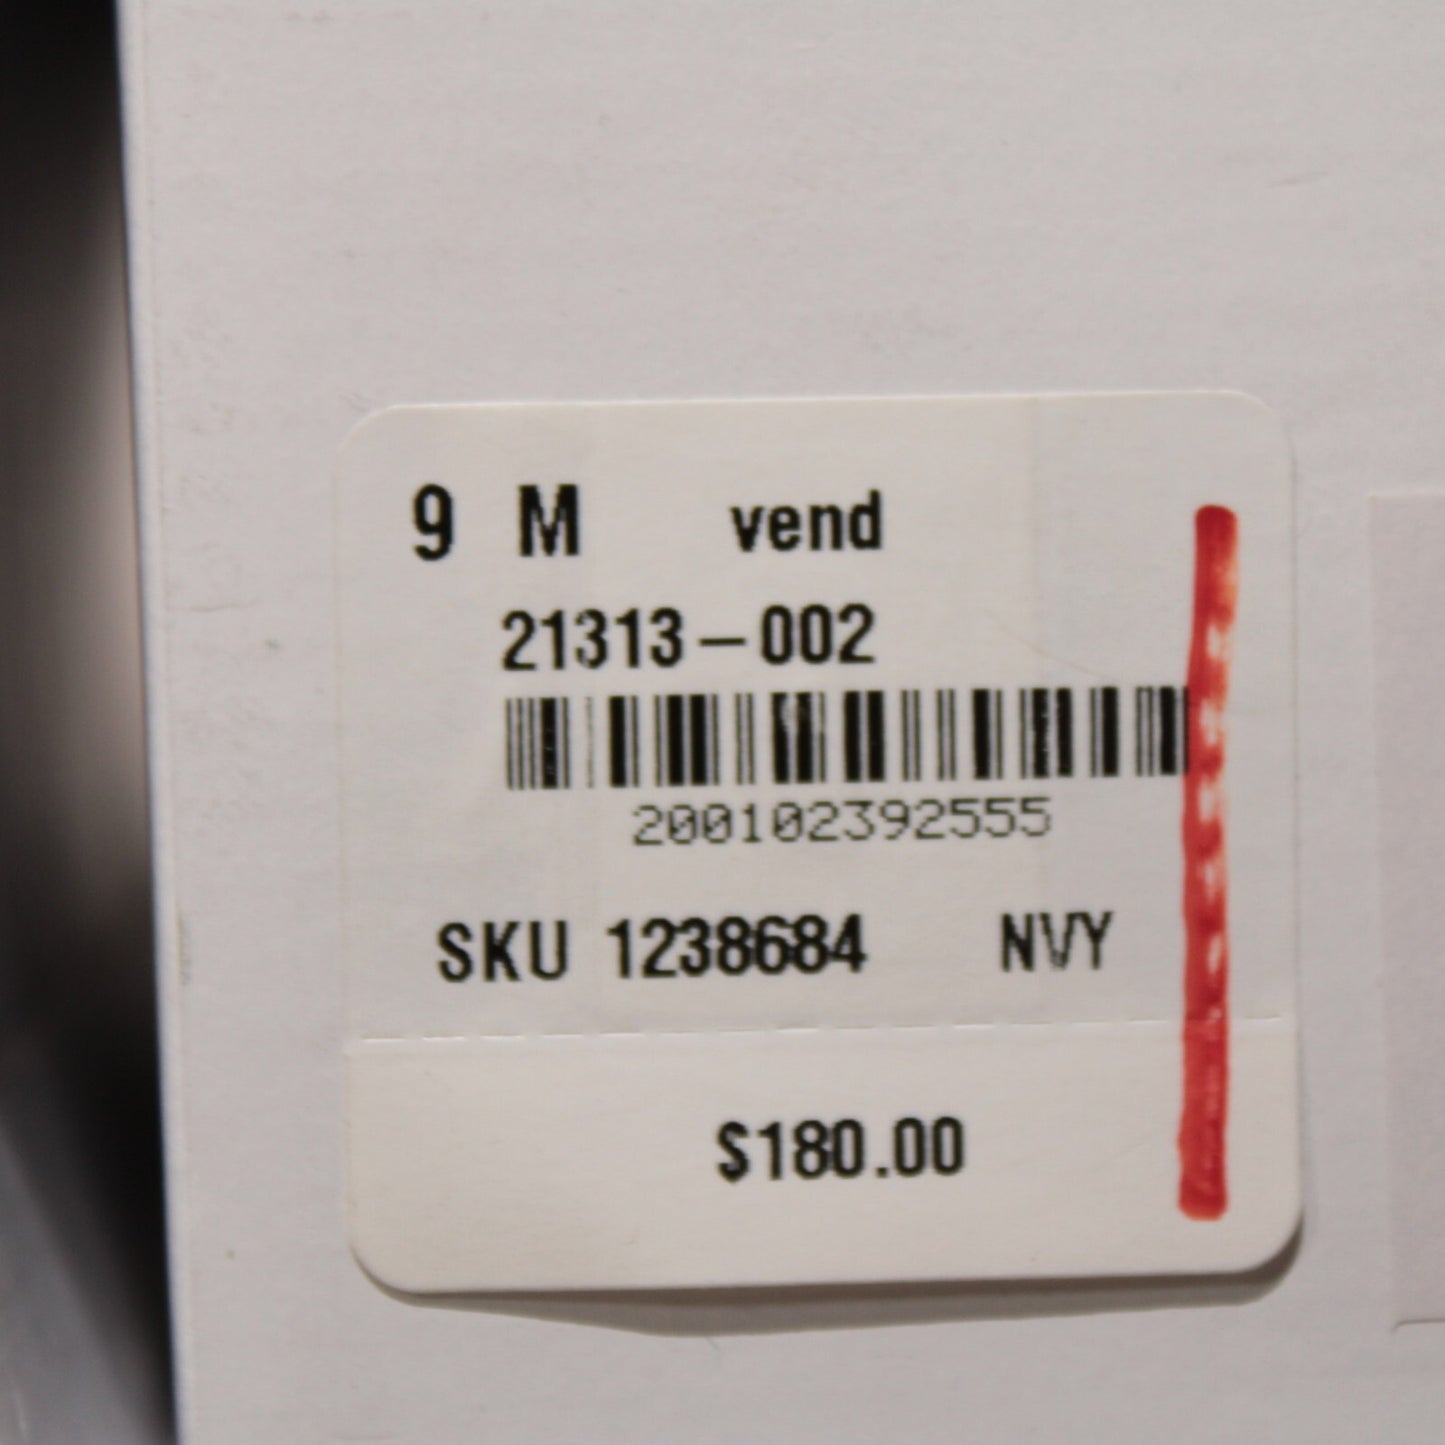 9 M vend
21313-002
200102392555
SKU 1238684 NVY
$180.00